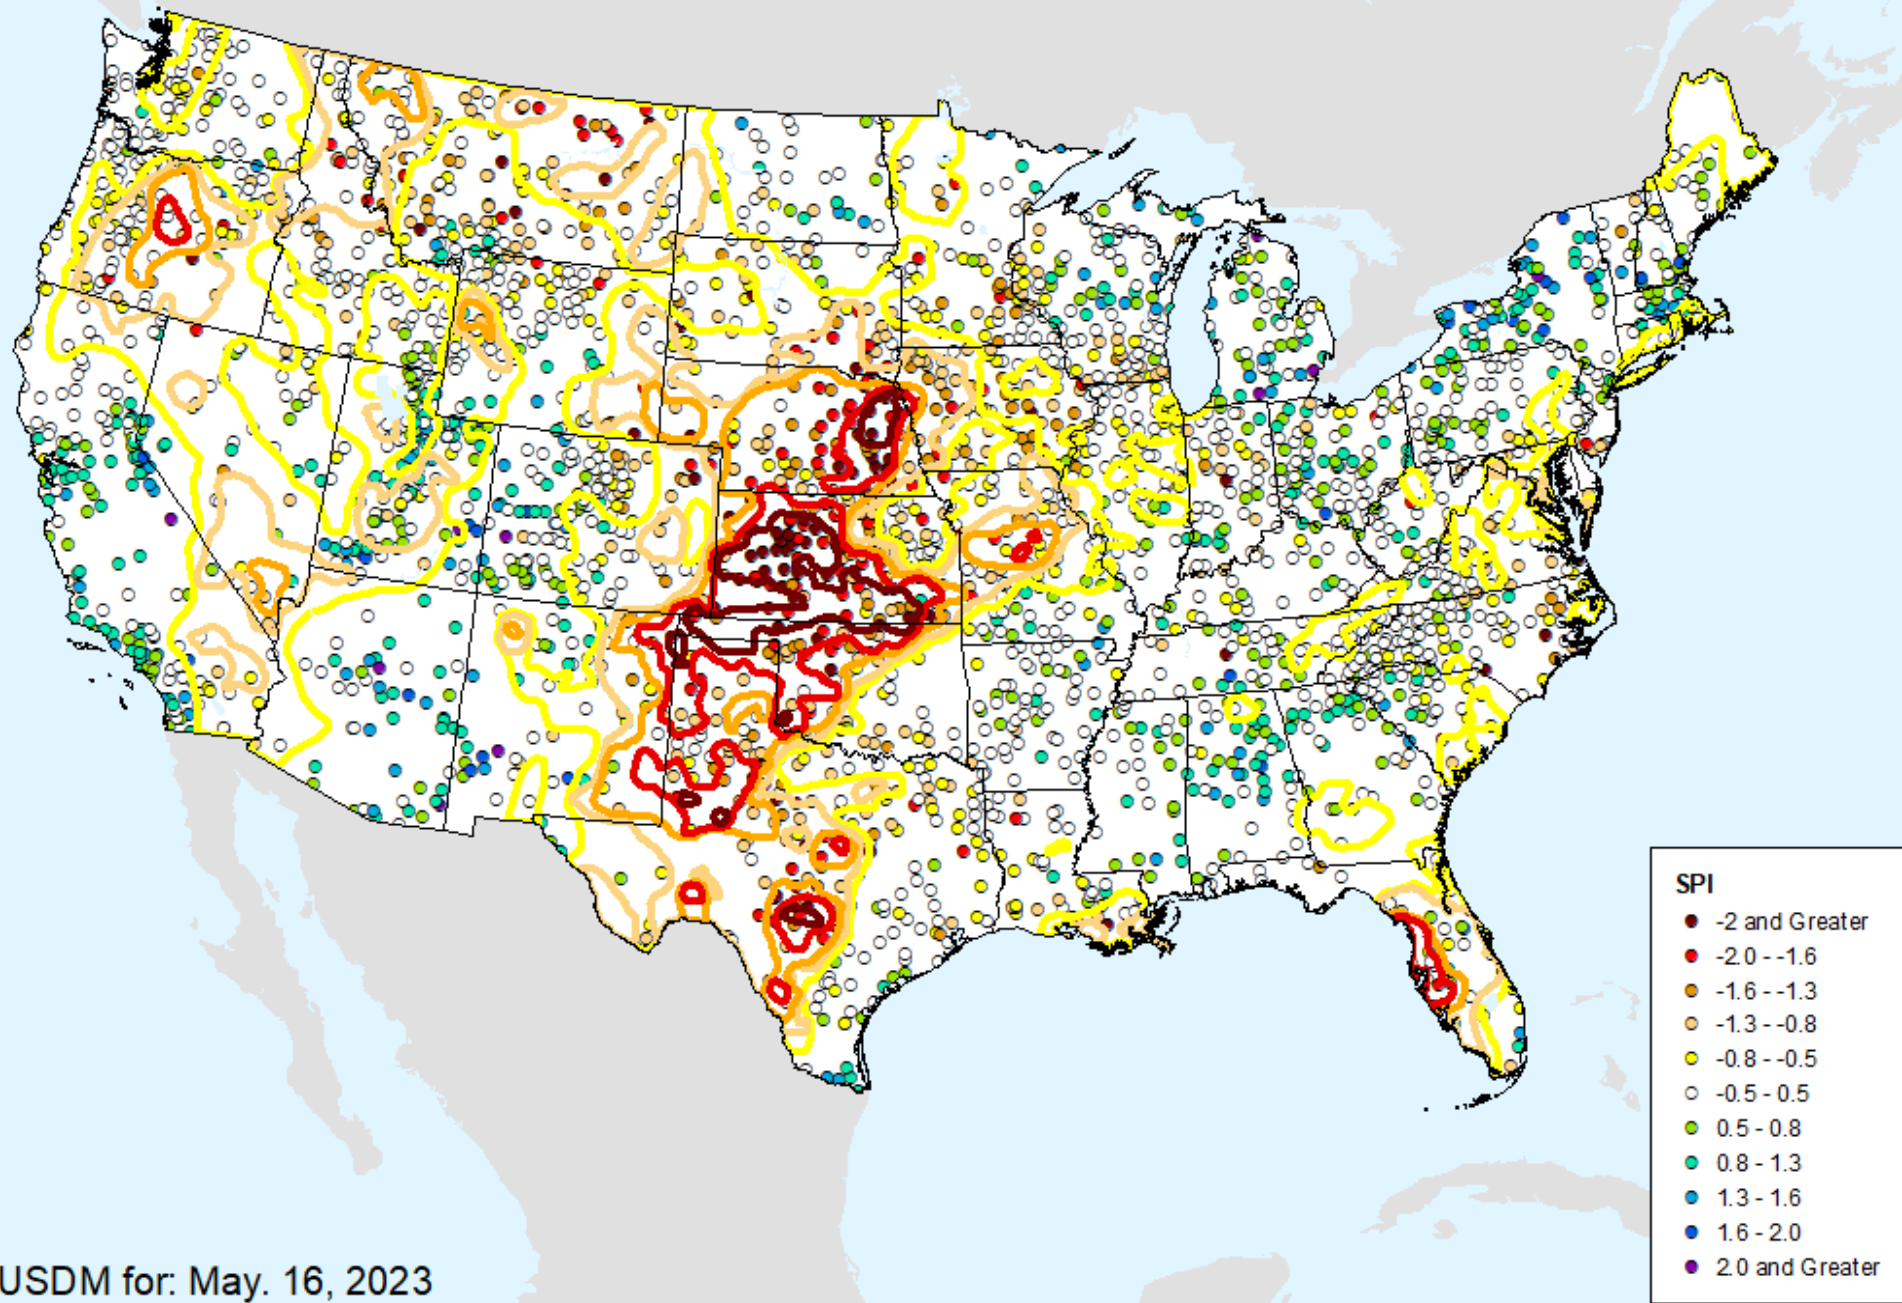 SPI
-2 and Greater
-2.0 - -1.6
-1.6 - -1.3
-1.3 - -0.8
-0.8 - -0.5
-0.5 - 0.5
0.5 - 0.8
0.8 - 1.3
1.3 - 1.6
1.6 - 2.0
2.0 and Greater
USDM for: May. 16, 2023